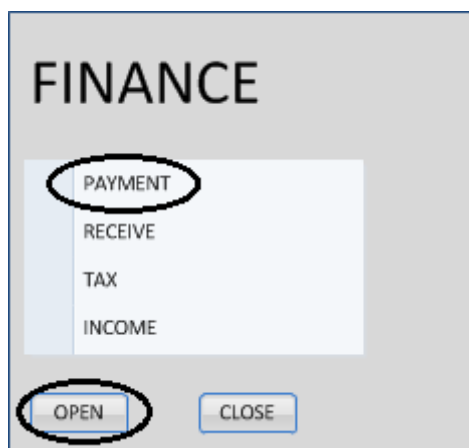 FINANCE
PAYMENT
RECEIVE
TAX
INCOME
OPEN CLOSE